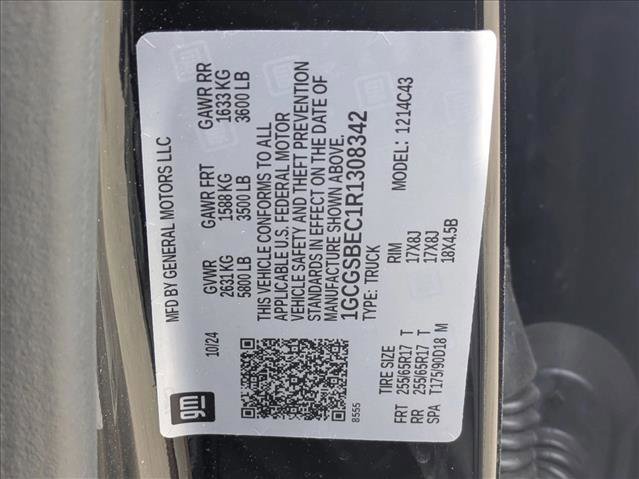 gm
MFD BY GENERAL MOTORS LLC
10/24
GVWR GAWR FRT GAWR RR
2631 KG 1588 KG 1633 KG
5800 LB 3500 LB 3600 LB
THIS VEHICLE CONFORMS TO ALL
APPLICABLE U.S. FEDERAL MOTOR
VEHICLE SAFETY AND THEFT PREVENTION
STANDARDS IN EFFECT ON THE DATE OF
MANUFACTURE SHOWN ABOVE.
1GCGSBEC1R1308342
8555
TYPE: TRUCK MODEL: 1214C43
TIRE SIZE RIM
FRT 255/65R17 T 17X8J
RR 255/65R17 T 17X8J
SPA T175/90D18 M 18X4.5B